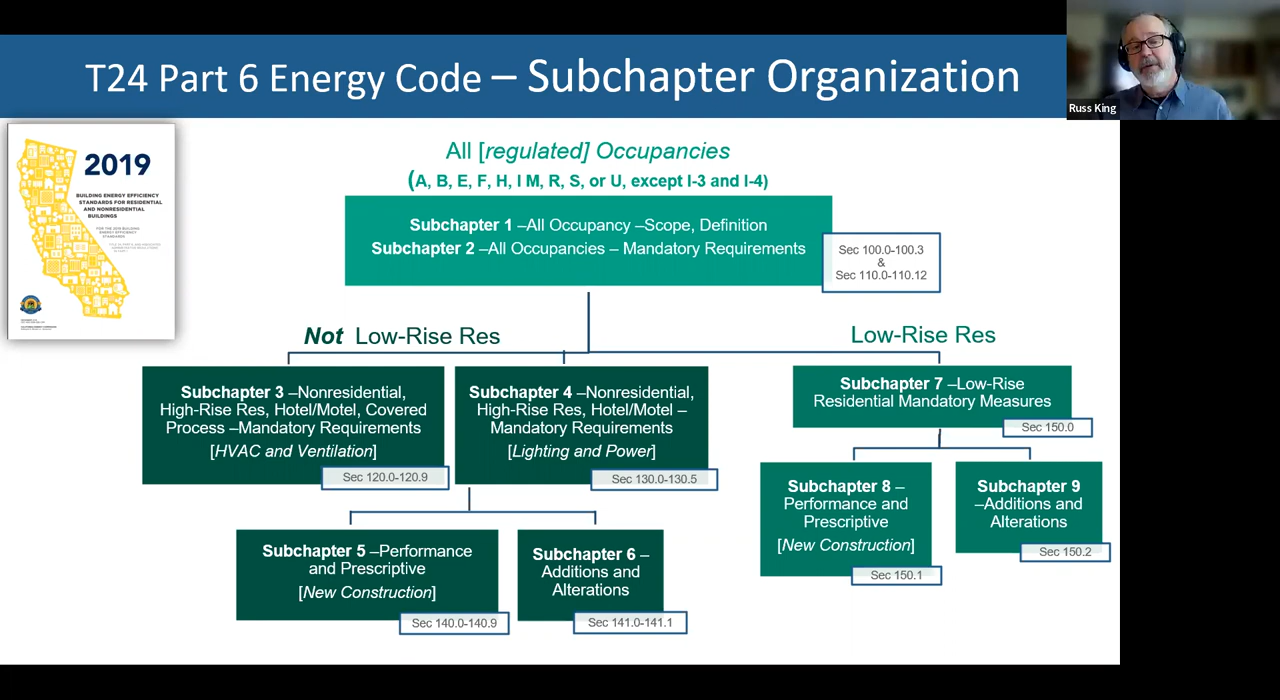 T24 Part 6 Energy Code – Subchapter Organization
Russ King
2019
BUILDING ENERGY EFFICIENCY
STANDARDS FOR RESIDENTIAL
AND NONRESIDENTIAL
BUILDINGS
FOR THE 2019 BUILDING
ENERGY EFFICIENCY
STANDARDS
All [regulated] Occupancies
(A, B, E, F, H, I M, R, S, or U, except I-3 and I-4)
Subchapter 1 –All Occupancy –Scope, Definition
Subchapter 2 –All Occupancies – Mandatory Requirements
Sec 100.0-100.3
&
Sec 110.0-110.12
Not Low-Rise Res
Low-Rise Res
Subchapter 3 –Nonresidential,
High-Rise Res, Hotel/Motel, Covered
Process –Mandatory Requirements
[HVAC and Ventilation]
Sec 120.0-120.9
Subchapter 4 –Nonresidential,
High-Rise Res, Hotel/Motel –
Mandatory Requirements
[Lighting and Power]
Sec 130.0-130.5
Subchapter 7 –Low-Rise
Residential Mandatory Measures
Sec 150.0
Subchapter 5 –Performance
and Prescriptive
[New Construction]
Sec 140.0-140.9
Subchapter 6 –
Additions and
Alterations
Sec 141.0-141.1
Subchapter 8 –
Performance and
Prescriptive
[New Construction]
Sec 150.1
Subchapter 9
–Additions and
Alterations
Sec 150.2